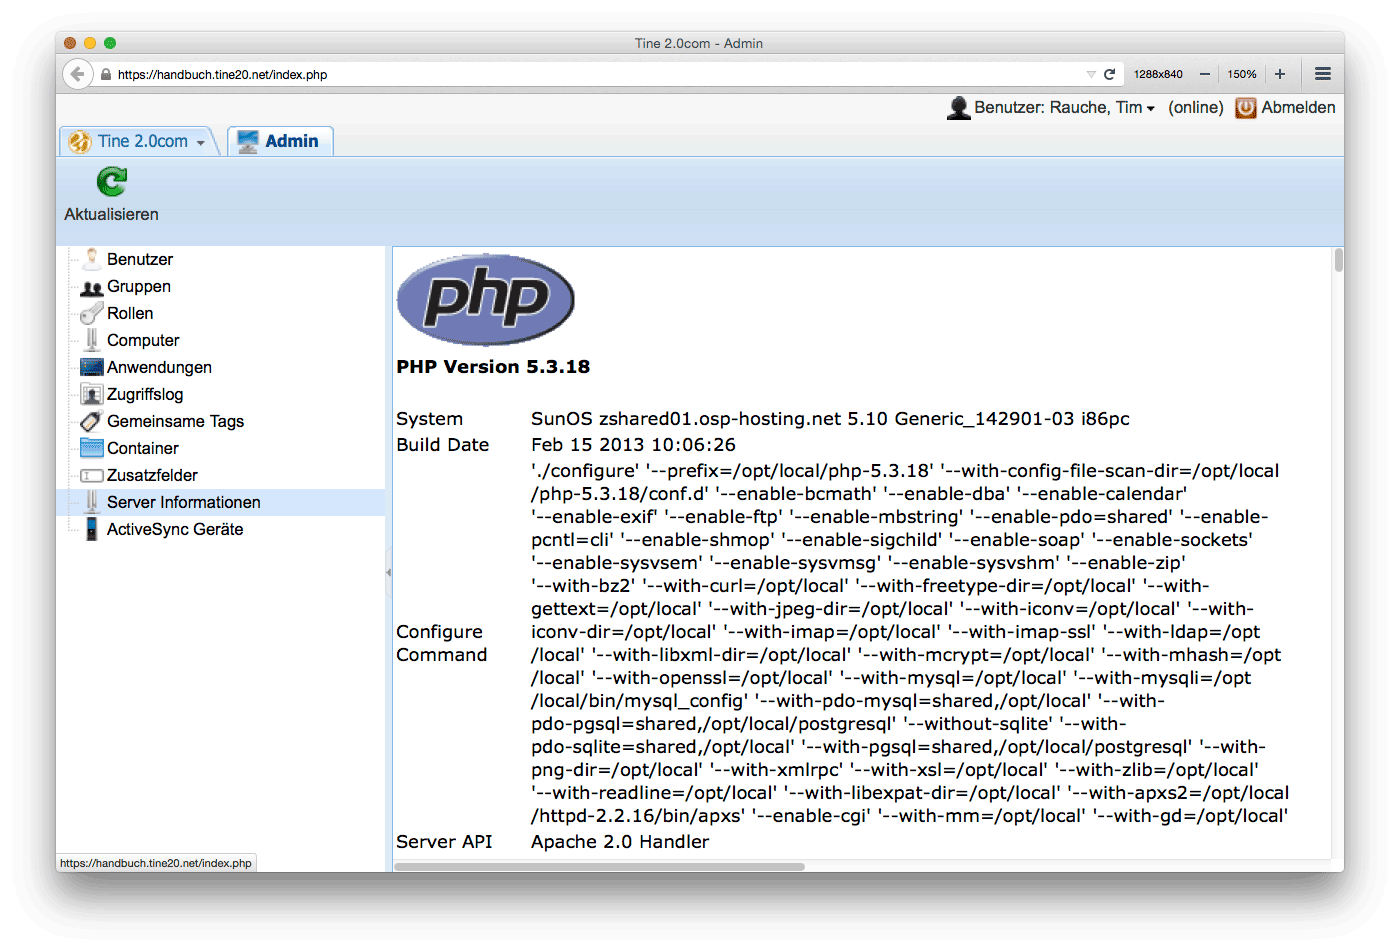 Tine 2.0com - Admin
https://handbuch.tine20.net/index.php
1288x840
150%
Benutzer: Rauche, Tim (online) Abmelden
Tine 2.0com
Admin
Aktualisieren
Benutzer
Gruppen
Rollen
Computer
Anwendungen
Zugriffslog
Gemeinsame Tags
Container
Zusatzfelder
Server Informationen
ActiveSync Geräte
https://handbuch.tine20.net/index.php
php
PHP Version 5.3.18
System SunOS zshared01.osp-hosting.net 5.10 Generic_142901-03 i86pc
Build Date Feb 15 2013 10:06:26
Configure Command
'./configure' '--prefix=/opt/local/php-5.3.18' '--with-config-file-scan-dir=/opt/local
/php-5.3.18/conf.d' '--enable-bcmath' '--enable-dba' '--enable-calendar'
'--enable-exif' '--enable-ftp' '--enable-mbstring' '--enable-pdo=shared' '--enable-
pcntl=cli' '--enable-shmop' '--enable-sigchild' '--enable-soap' '--enable-sockets'
'--enable-sysvsem' '--enable-sysvmsg' '--enable-sysvshm' '--enable-zip'
'--with-bz2' '--with-curl=/opt/local' '--with-freetype-dir=/opt/local' '--with-
gettext=/opt/local' '--with-jpeg-dir=/opt/local' '--with-iconv=/opt/local' '--with-
iconv-dir=/opt/local' '--with-imap=/opt/local' '--with-imap-ssl' '--with-ldap=/opt
/local' '--with-libxml-dir=/opt/local' '--with-mcrypt=/opt/local' '--with-mhash=/opt
/local' '--with-openssl=/opt/local' '--with-mysql=/opt/local' '--with-mysqli=/opt
/local/bin/mysql_config' '--with-pdo-mysql=shared,/opt/local' '--with-
pdo-pgsql=shared,/opt/local/postgresql' '--without-sqlite' '--with-
pdo-sqlite=shared,/opt/local' '--with-pgsql=shared,/opt/local/postgresql' '--with-
png-dir=/opt/local' '--with-xmlrpc' '--with-xsl=/opt/local' '--with-zlib=/opt/local'
'--with-readline=/opt/local' '--with-libexpat-dir=/opt/local' '--with-apxs2=/opt/local
/httpd-2.2.16/bin/apxs' '--enable-cgi' '--with-mm=/opt/local' '--with-gd=/opt/local'
Server API Apache 2.0 Handler